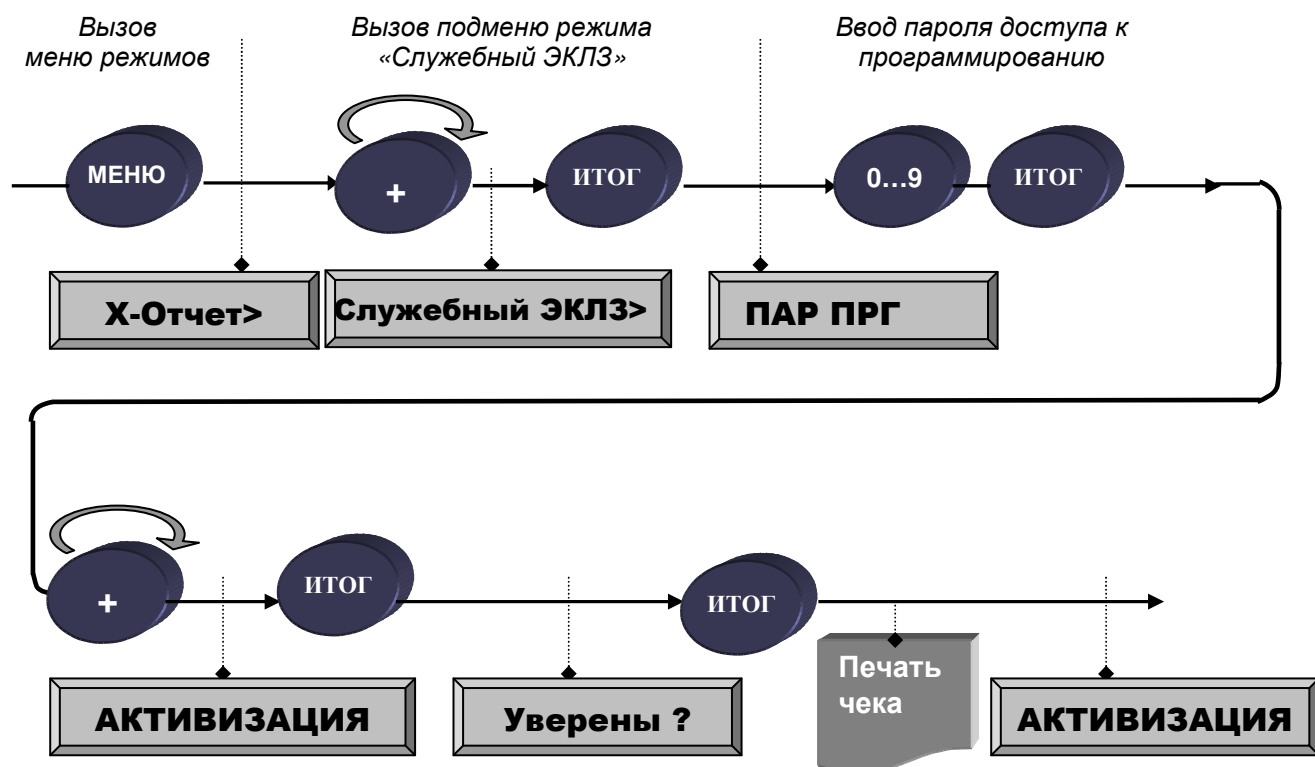 Вызов
меню режимов
Вызов подменю режима
«Служебный ЭКЛЗ»
Ввод пароля доступа к
программированию
МЕНЮ
+
ИТОГ
0...9
ИТОГ
Х-Отчет>
Служебный ЭКЛЗ>
ПАР ПРГ
+
ИТОГ
ИТОГ
АКТИВИЗАЦИЯ
Уверены ?
Печать
чека
АКТИВИЗАЦИЯ